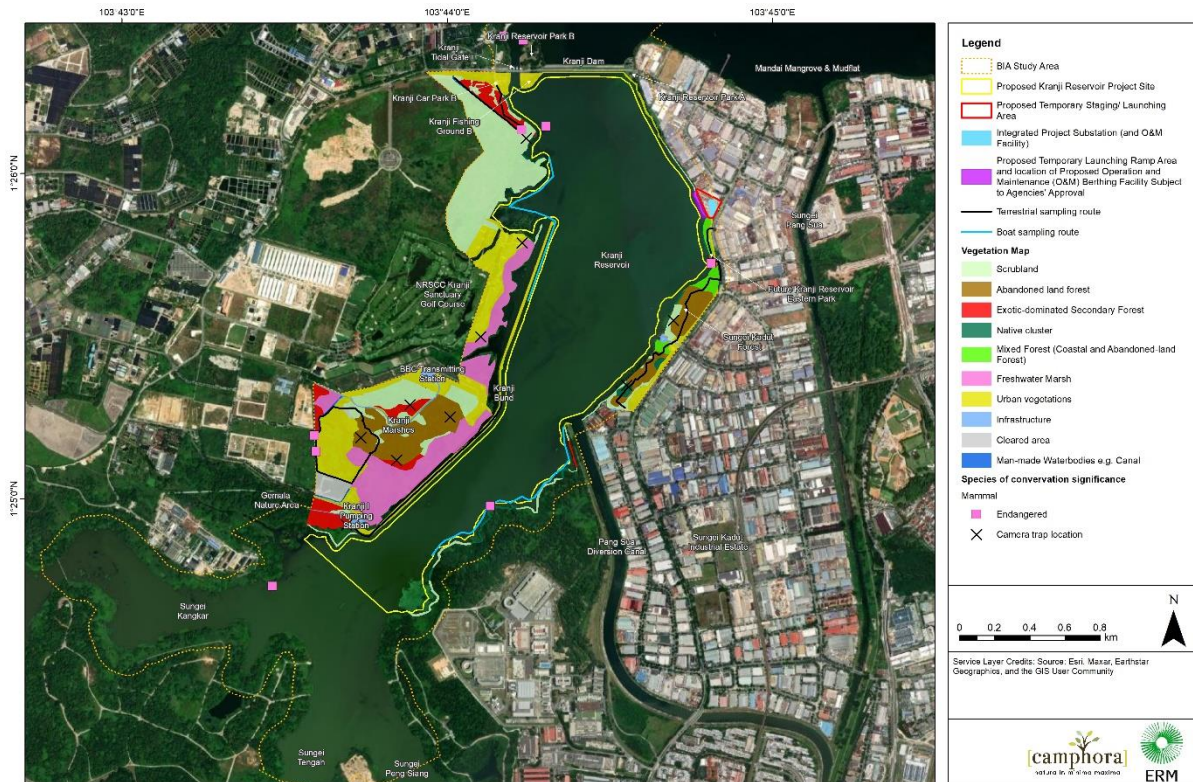 103°43'0"E
103°44'0"E
103°45'0"E
1°26'0"N
1°25'0"N
Kranji Reservoir Park B
Kranji
Tidal Gate
Kranji Dam
Mandai Mangrove & Mudflat
Kranji Car Park B
Kranji Reservoir Park A
Kranji Fishing
Ground B
Sungei
Pang Sua
Kranji
Reservoir
NRSCC Kranji
Sanctuary
Golf Course
Future Kranji Reservoir
Eastern Park
Sungei Kadut
Forest
BBC Transmitting
Station
Kranji
Bund
Kranji
Marshes
Gemala
Nature Area
Kranji
Pumping
Station
Pang Sua
Diversion Canal
Sungei Kadut
Industrial Estate
Sungei
Kangkar
Sungei
Tengah
Sungei
Peng Siang
Legend
BIA Study Area
Proposed Kranji Reservoir Project Site
Proposed Temporary Staging/ Launching
Area
Integrated Project Substation (and O&M
Facility)
Proposed Temporary Launching Ramp Area
and location of Proposed Operation and
Maintenance (O&M) Berthing Facility Subject
to Agencies' Approval
Terrestrial sampling route
Boat sampling route
Vegetation Map
Scrubland
Abandoned land forest
Exotic-dominated Secondary Forest
Native cluster
Mixed Forest (Coastal and Abandoned-land
Forest)
Freshwater Marsh
Urban vegotations
Infrastructure
Cleared area
Man-made Waterbodies e.g. Canal
Species of convervation significance
Mammal
Endangered
Camera trap location
N
0 0.2 0.4 0.6 0.8
km
Service Layer Credits: Source: Esri, Maxar, Earthstar
Geographics, and the GIS User Community
[camphora]
natura in minima maxima
ERM